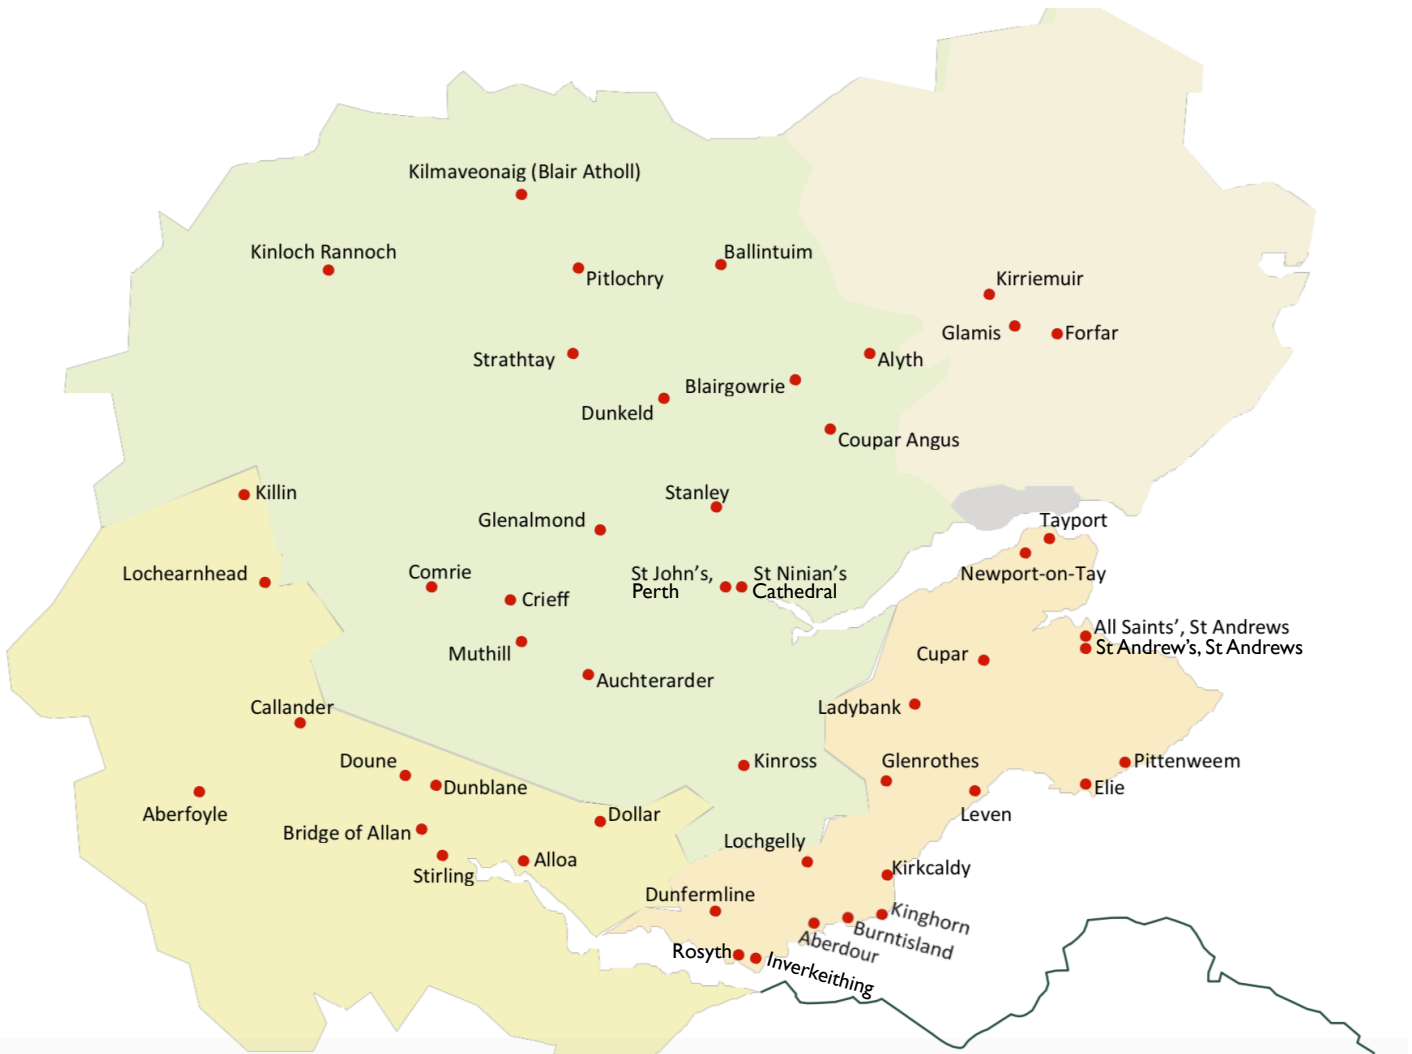 Kilmaveonaig (Blair Atholl)
Kinloch Rannoch
Ballintuim
Pitlochry
Kirriemuir
Glamis
Forfar
Strathtay
Alyth
Blairgowrie
Dunkeld
Coupar Angus
Killin
Stanley
Glenalmond
Tayport
Lochearnhead
Comrie
St John's,
Perth
St Ninian's
Cathedral
Newport-on-Tay
Crieff
All Saints', St Andrews
St Andrew's, St Andrews
Muthill
Cupar
Auchterarder
Callander
Ladybank
Doune
Kinross
Glenrothes
Pittenweem
Dunblane
Elie
Aberfoyle
Dollar
Leven
Bridge of Allan
Lochgelly
Alloa
Stirling
Kirkcaldy
Dunfermline
Kinghorn
Burntisland
Aberdour
Rosyth
Inverkeithing